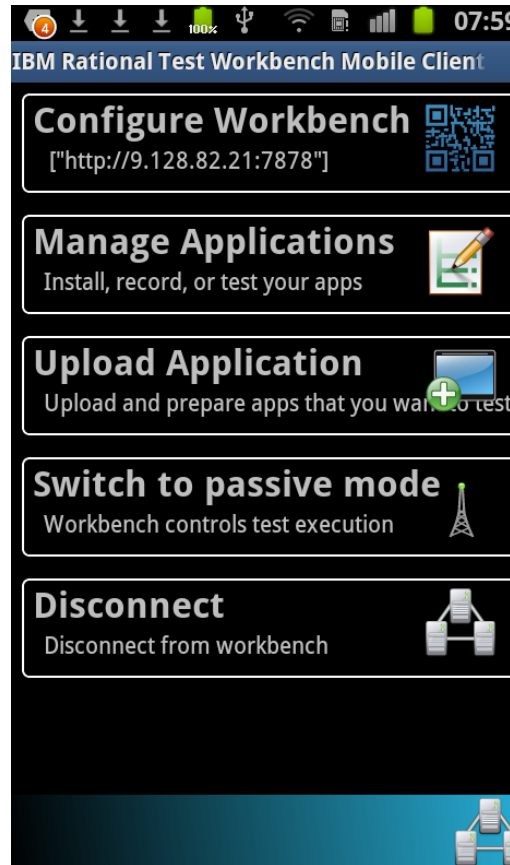 4
100%
07:59
IBM Rational Test Workbench Mobile Client
Configure Workbench
["http://9.128.82.21:7878"]
Manage Applications
Install, record, or test your apps
Upload Application
Upload and prepare apps that you want to test
Switch to passive mode
Workbench controls test execution
Disconnect
Disconnect from workbench